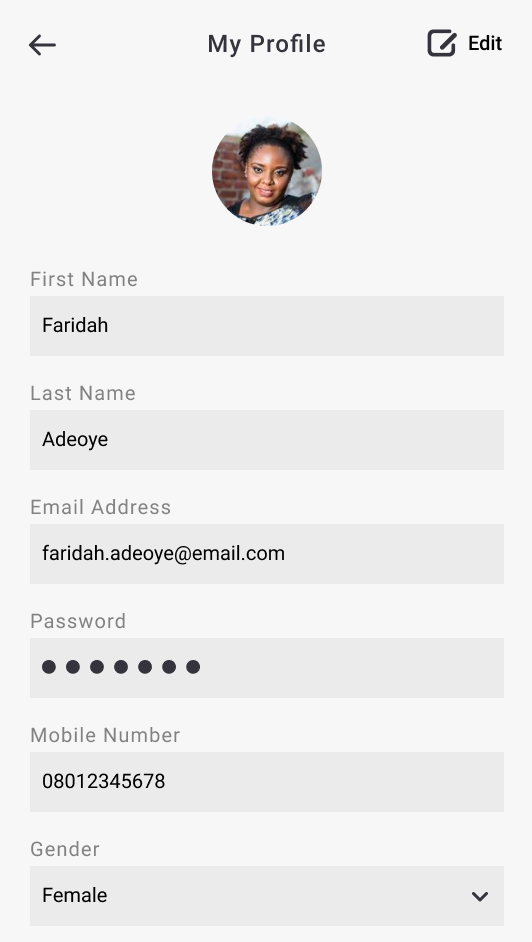 My Profile
Edit
First Name
Faridah
Last Name
Adeoye
Email Address
faridah.adeoye@email.com
Password
●●●●●●●
Mobile Number
08012345678
Gender
Female